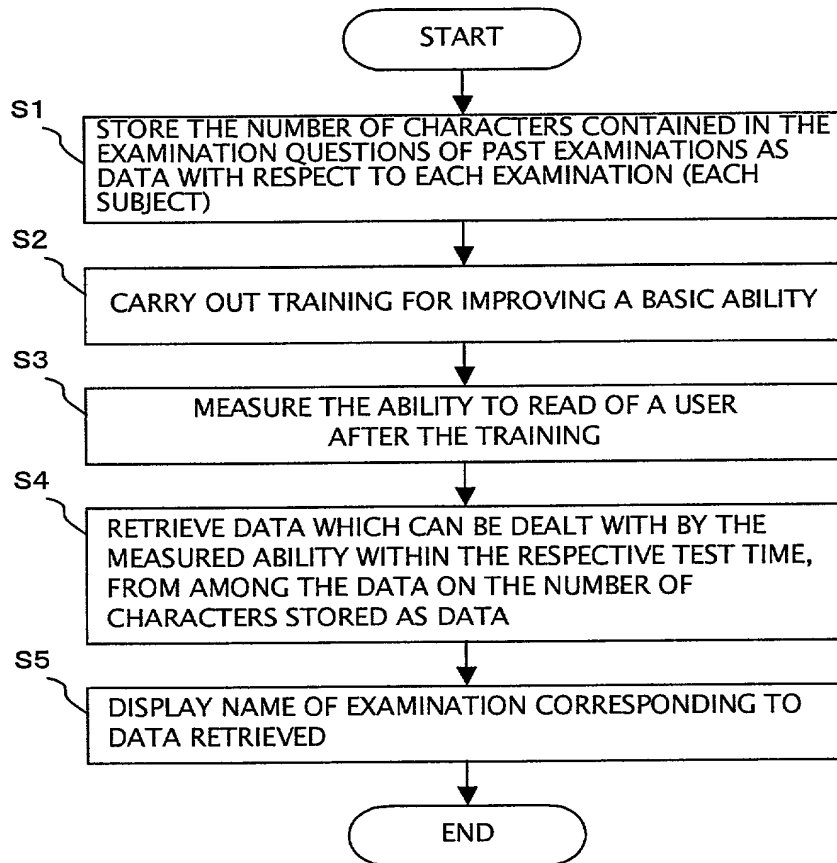 START
S1
STORE THE NUMBER OF CHARACTERS CONTAINED IN THE
EXAMINATION QUESTIONS OF PAST EXAMINATIONS AS
DATA WITH RESPECT TO EACH EXAMINATION (EACH
SUBJECT)
S2
CARRY OUT TRAINING FOR IMPROVING A BASIC ABILITY
S3
MEASURE THE ABILITY TO READ OF A USER
AFTER THE TRAINING
S4
RETRIEVE DATA WHICH CAN BE DEALT WITH BY THE
MEASURED ABILITY WITHIN THE RESPECTIVE TEST TIME,
FROM AMONG THE DATA ON THE NUMBER OF
CHARACTERS STORED AS DATA
S5
DISPLAY NAME OF EXAMINATION CORRESPONDING TO
DATA RETRIEVED
END